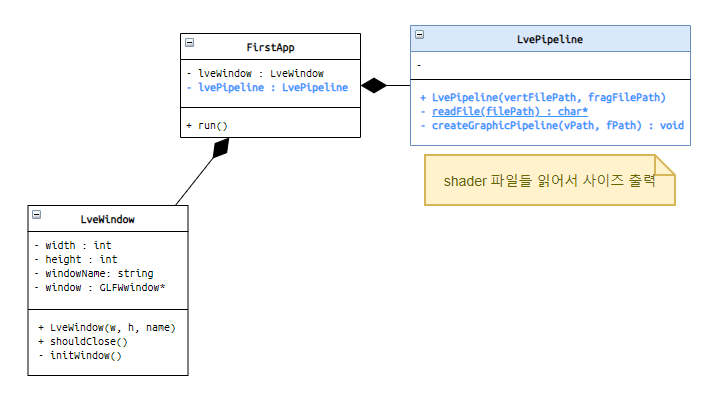 FirstApp
- lveWindow : LveWindow
- lvePipeline : LvePipeline
+ run()
LvePipeline
-
+ LvePipeline(vertFilePath, fragFilePath)
- readFile(filePath) : char*
- createGraphicPipeline(vPath, fPath) : void
shader 파일들 읽어서 사이즈 출력
LveWindow
- width : int
- height : int
- windowName: string
- window : GLFWwindow*
+ LveWindow(w, h, name)
+ shouldClose()
- initWindow()